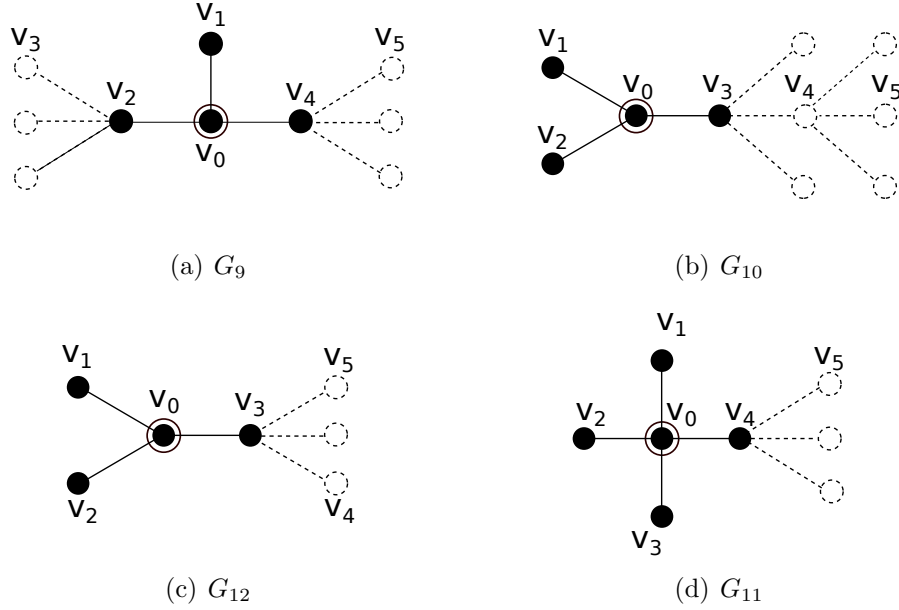 v₁
v₃
v₅
v₂
v₄
v₀
(a) G₉
v₁
v₀
v₃
v₄
v₅
v₂
(b) G₁₀
v₁
v₅
v₀
v₃
v₂
v₄
(c) G₁₂
v₁
v₅
v₂
v₀
v₄
v₃
(d) G₁₁